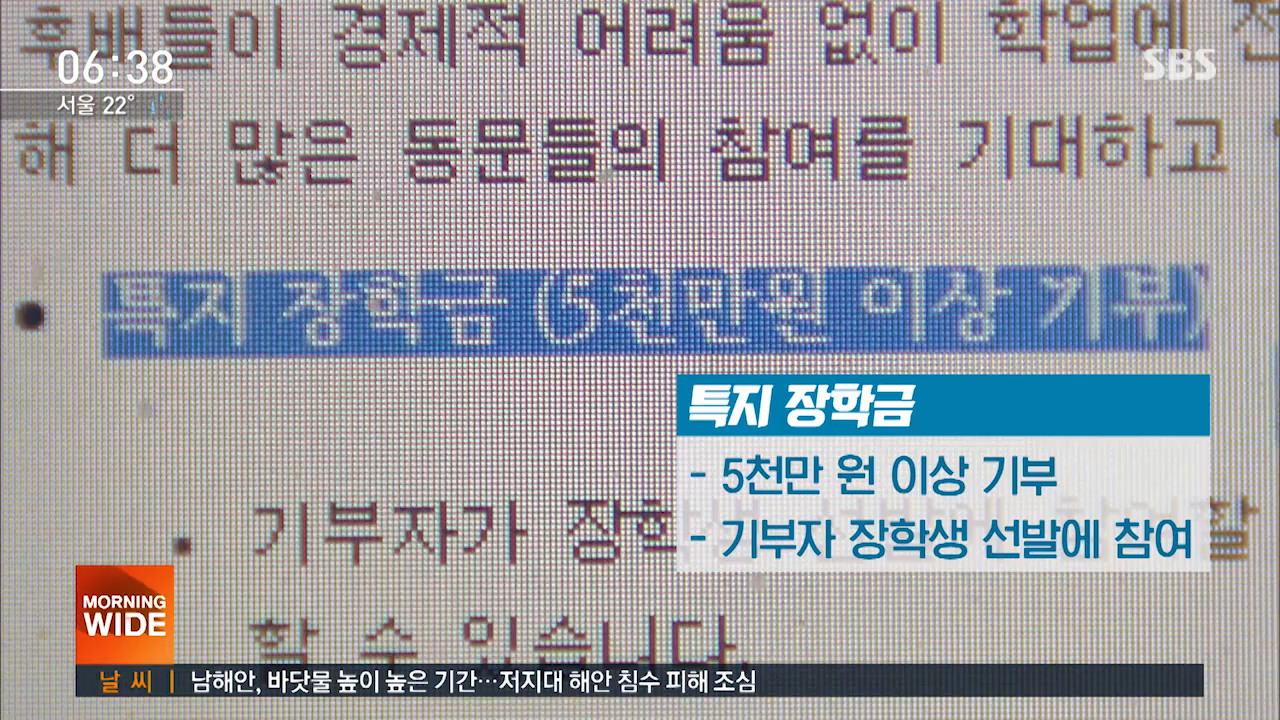 후배들이 경제적 어려움 없이 학업에 전
06:38
SBS
서울 22°
해 더 많은 동문들의 참여를 기대하고
• 특지 장학금 (5천만원 이상 기부)
특지 장학금
- 5천만 원 이상 기부
- 기부자 장학생 선발에 참여
• 기부자가 장학
할
할 수 있습니다.
MORNING
WIDE
날씨 | 남해안, 바닷물 높이 높은 기간…저지대 해안 침수 피해 조심